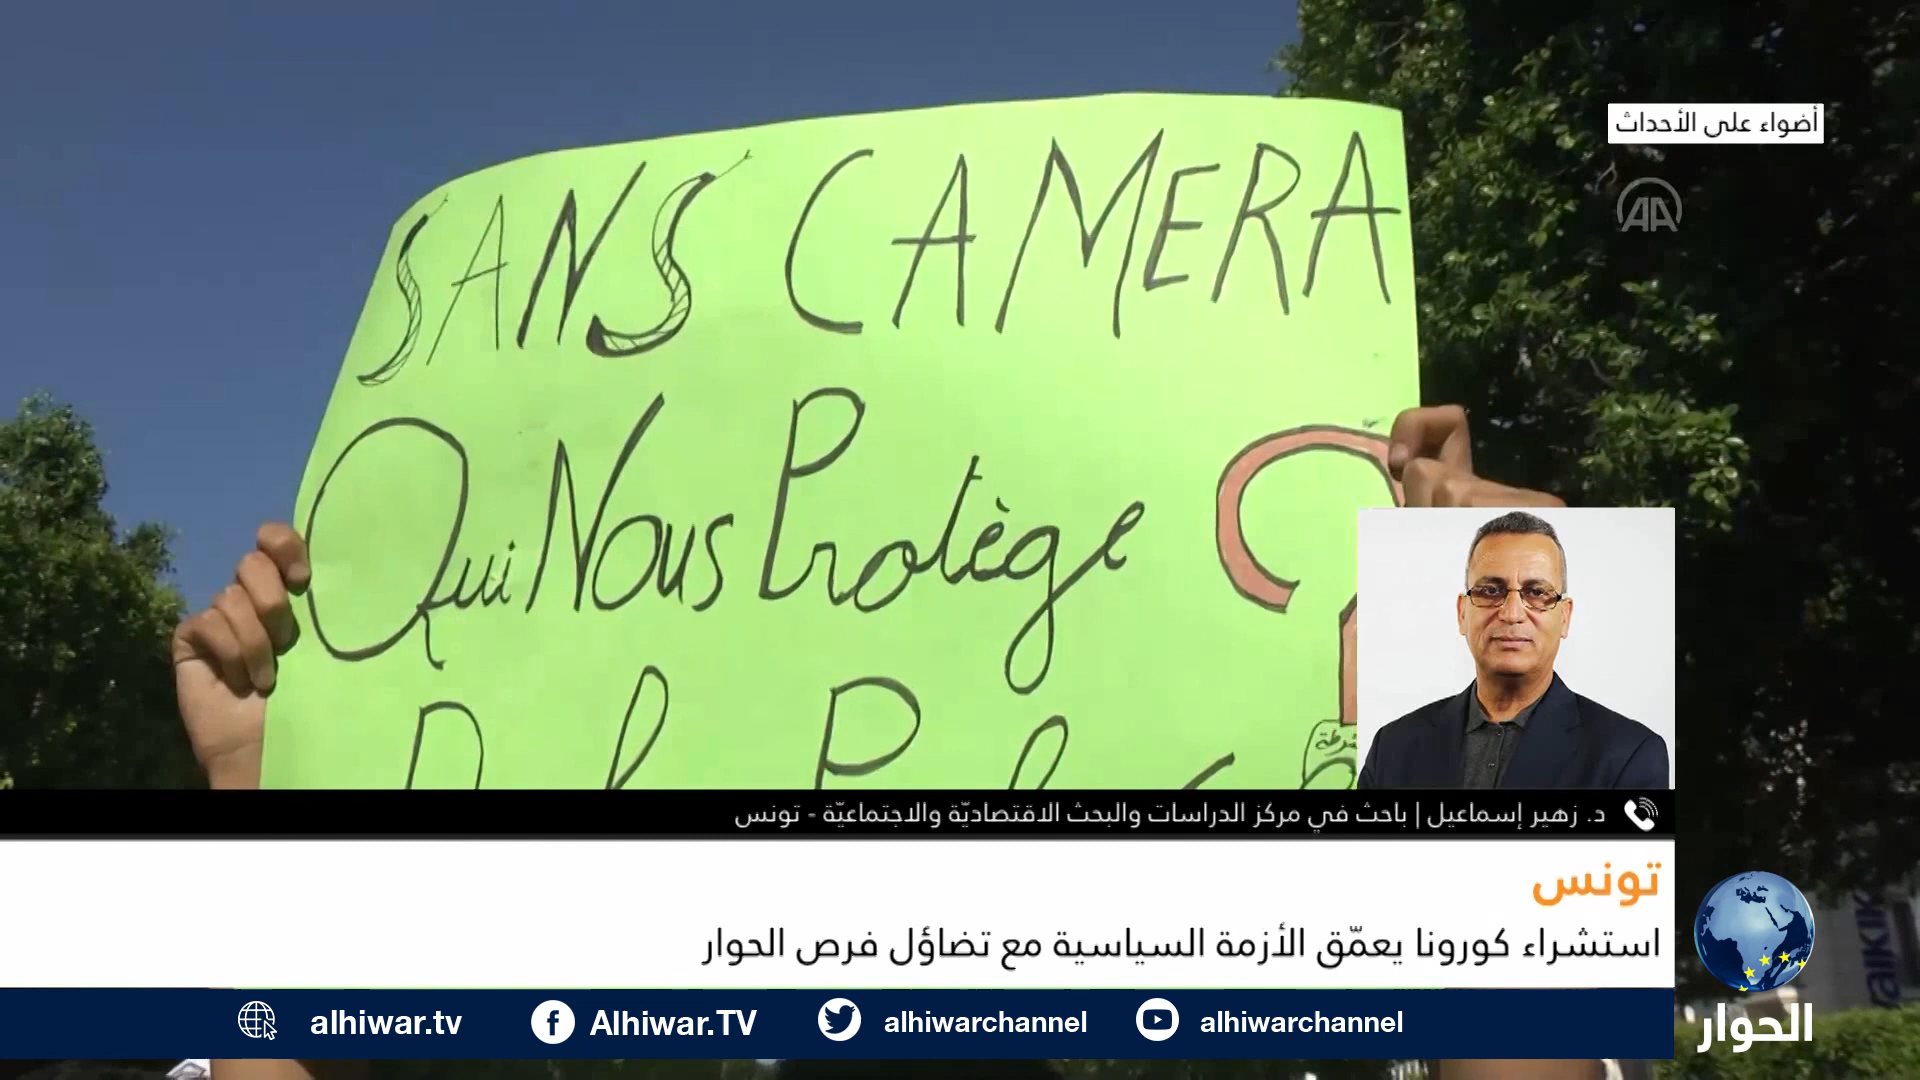 أضواء على الأحداث
AA
SANS CAMERA
Qui Nous Protège ?
د. زهير إسماعيل | باحث في مركز الدراسات والبحث الاقتصاديّة والاجتماعيّة - تونس
تونس
استشراء كورونا يعمّق الأزمة السياسية مع تضاؤل فرص الحوار
alhiwar.tv
Alhiwar.TV
alhiwarchannel
alhiwarchannel
الحوار